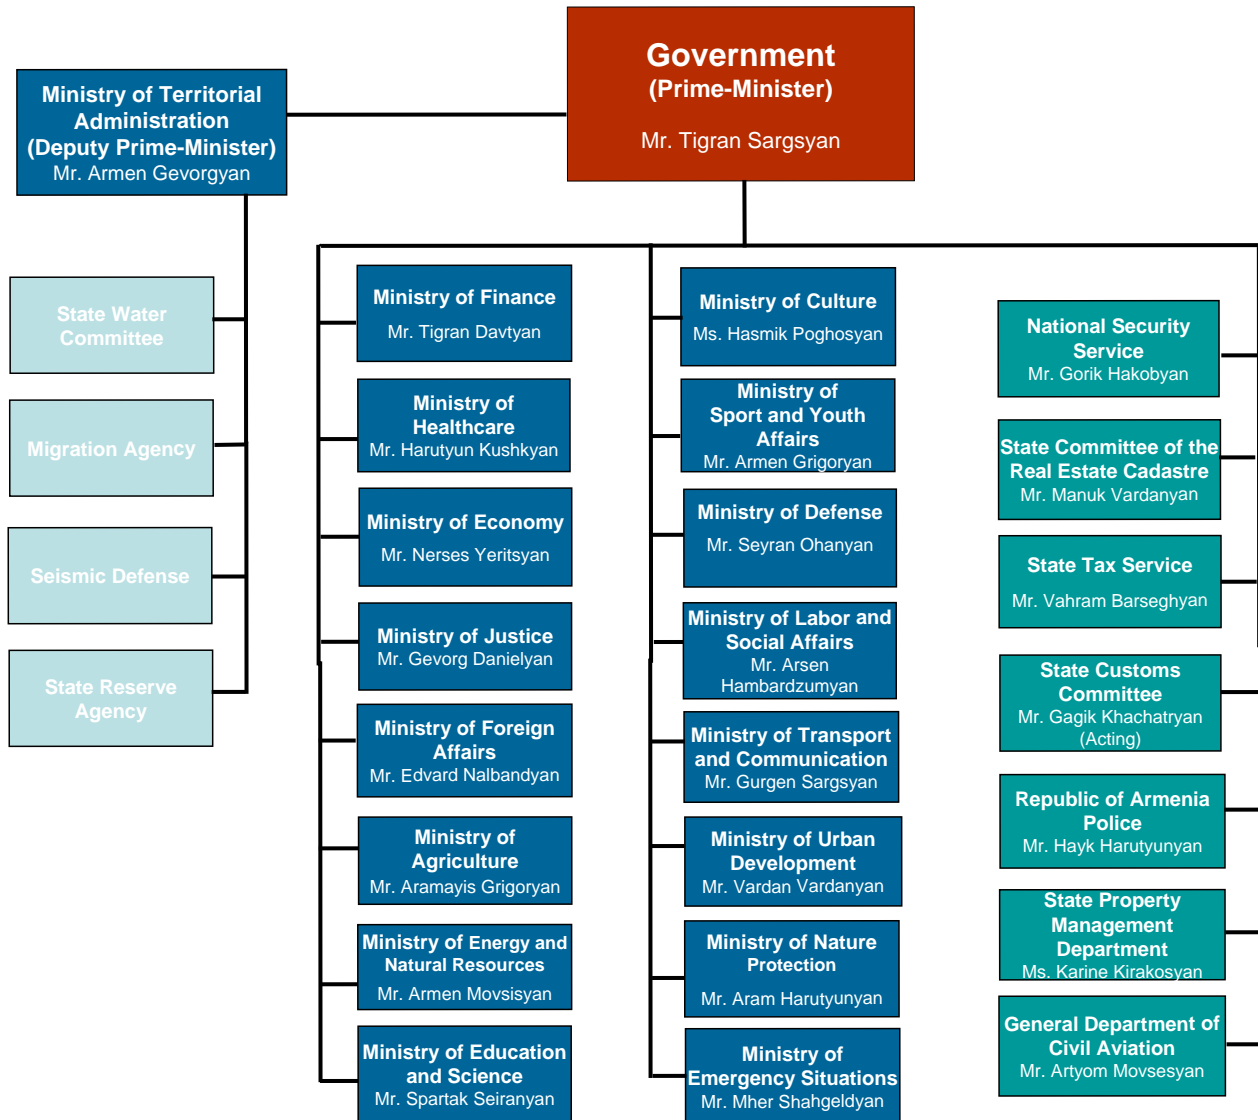 Government
(Prime-Minister)
Mr. Tigran Sargsyan
Ministry of Territorial
Administration
(Deputy Prime-Minister)
Mr. Armen Gevorgyan
State Water
Committee
Migration Agency
Seismic Defense
State Reserve
Agency
Ministry of Finance
Mr. Tigran Davtyan
Ministry of
Healthcare
Mr. Harutyun Kushkyan
Ministry of Economy
Mr. Nerses Yeritsyan
Ministry of Justice
Mr. Gevorg Danielyan
Ministry of Foreign
Affairs
Mr. Edvard Nalbandyan
Ministry of
Agriculture
Mr. Aramayis Grigoryan
Ministry of Energy and
Natural Resources
Mr. Armen Movsisyan
Ministry of Education
and Science
Mr. Spartak Seiranyan
Ministry of Culture
Ms. Hasmik Poghosyan
Ministry of
Sport and Youth
Affairs
Mr. Armen Grigoryan
Ministry of Defense
Mr. Seyran Ohanyan
Ministry of Labor and
Social Affairs
Mr. Arsen
Hambardzumyan
Ministry of Transport
and Communication
Mr. Gurgen Sargsyan
Ministry of Urban
Development
Mr. Vardan Vardanyan
Ministry of Nature
Protection
Mr. Aram Harutyunyan
Ministry of
Emergency Situations
Mr. Mher Shahgeldyan
National Security
Service
Mr. Gorik Hakobyan
State Committee of the
Real Estate Cadastre
Mr. Manuk Vardanyan
State Tax Service
Mr. Vahram Barseghyan
State Customs
Committee
Mr. Gagik Khachatryan
(Acting)
Republic of Armenia
Police
Mr. Hayk Harutyunyan
State Property
Management
Department
Ms. Karine Kirakosyan
General Department of
Civil Aviation
Mr. Artyom Movsesyan